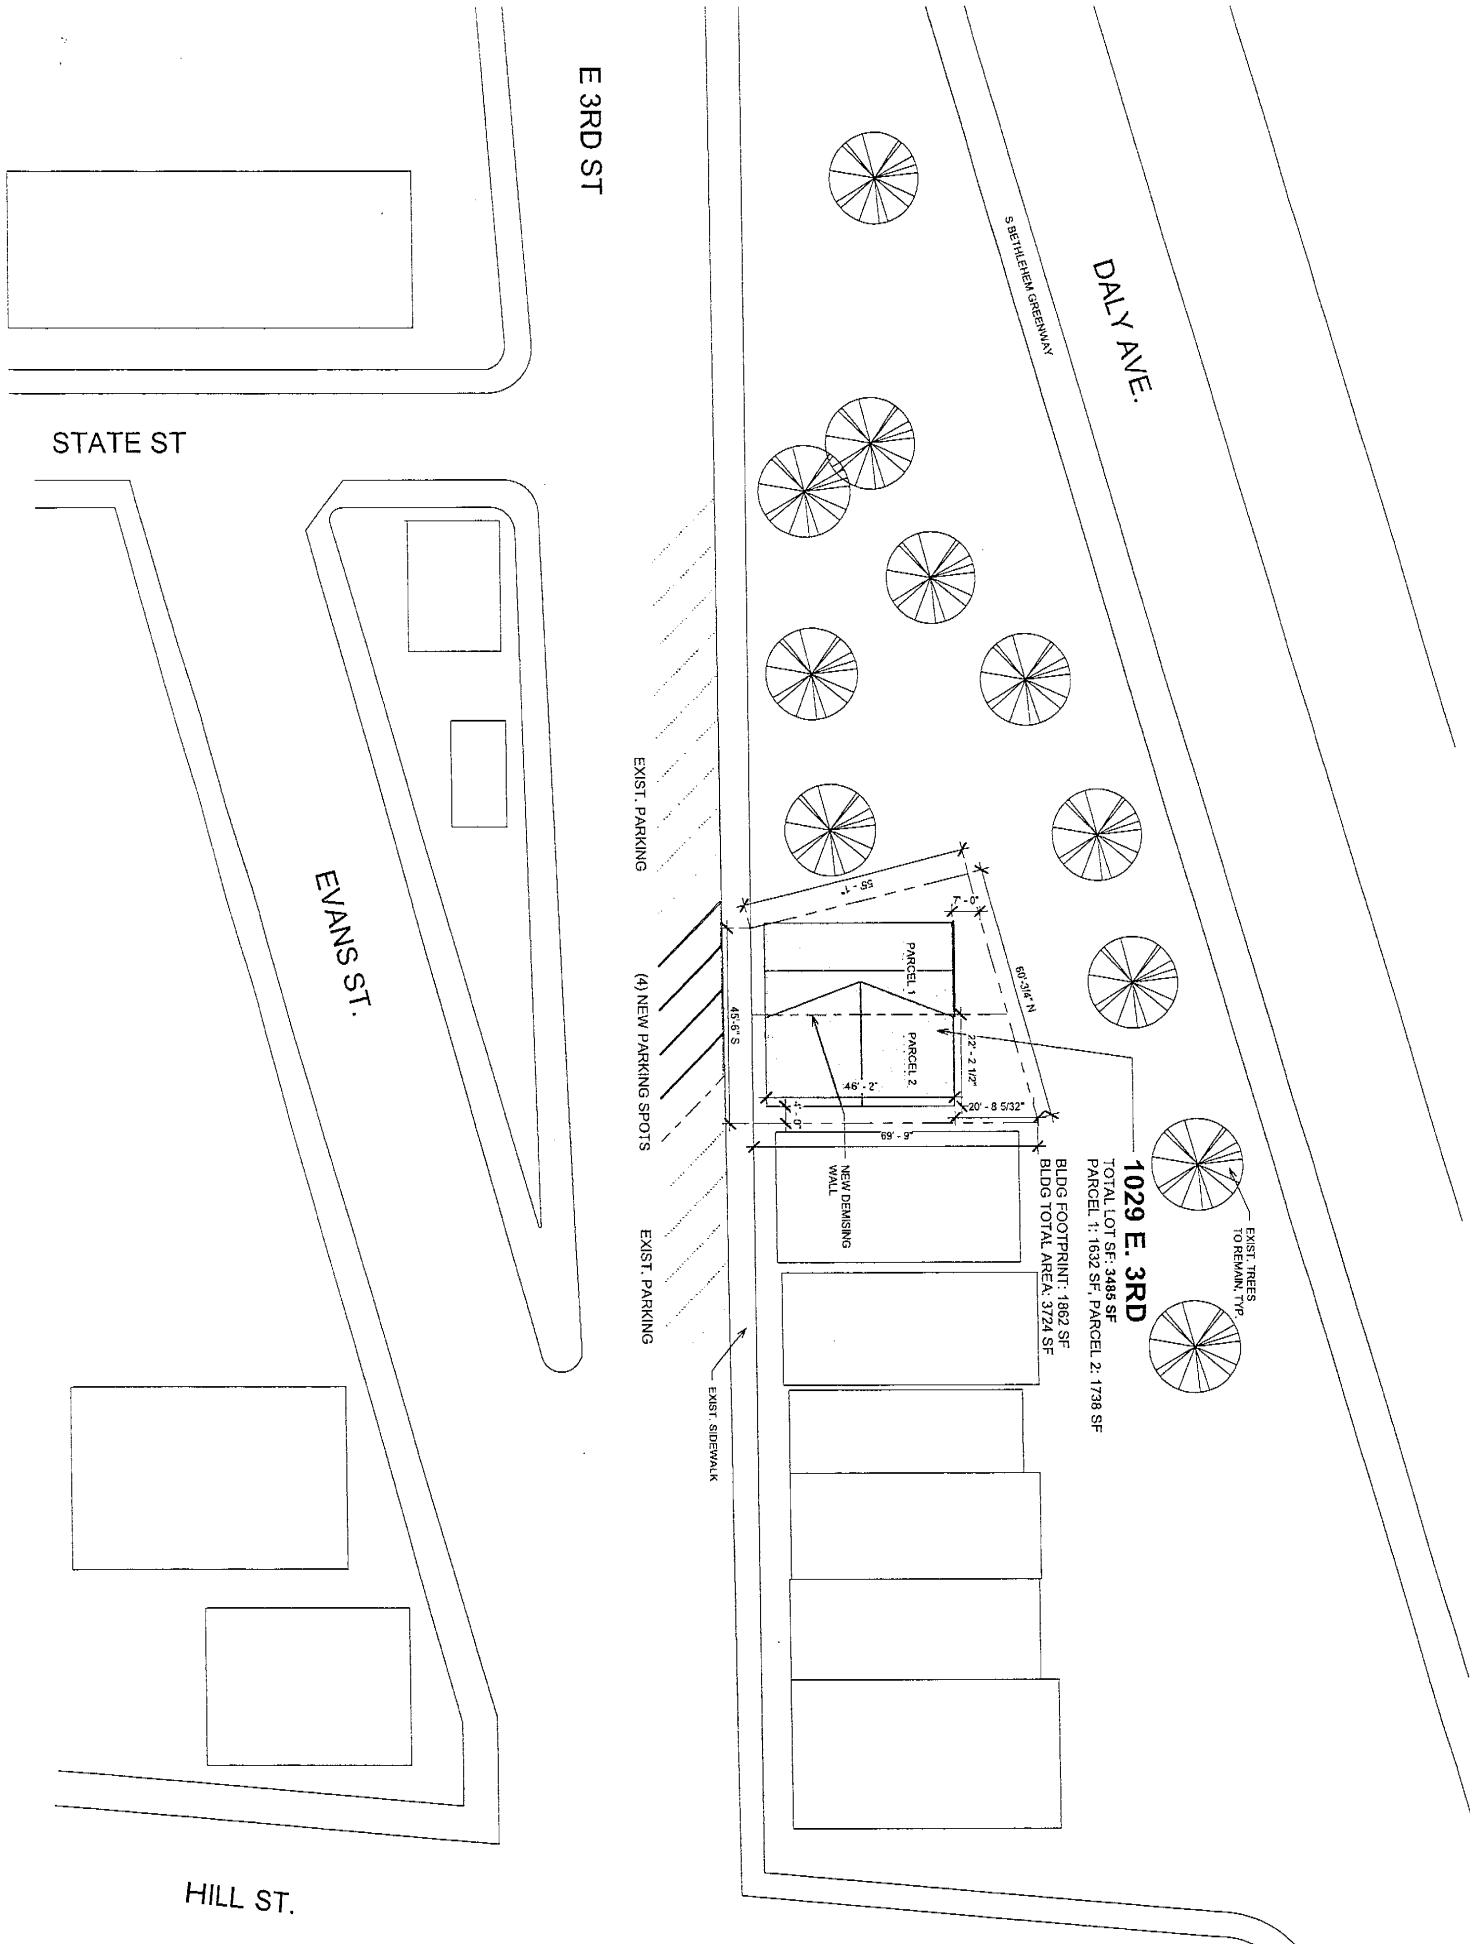 E 3RD ST
DALY AVE.
S BETHLEHEM GREENWAY
STATE ST
EVANS ST.
HILL ST.
EXIST. PARKING
(4) NEW PARKING SPOTS
EXIST. PARKING
EXIST. SIDEWALK
55' - 1"
7' - 0"
60'-3/4" N
PARCEL 1
PARCEL 2
22' - 2 1/2"
45'-6" S
46' - 2"
20' - 8 5/32"
4' - 0"
69' - 9"
NEW DEMISING
WALL
1029 E. 3RD
TOTAL LOT SF: 3485 SF
PARCEL 1: 1632 SF, PARCEL 2: 1738 SF
BLDG FOOTPRINT: 1862 SF
BLDG TOTAL AREA: 3724 SF
EXIST. TREES
TO REMAIN, TYP.